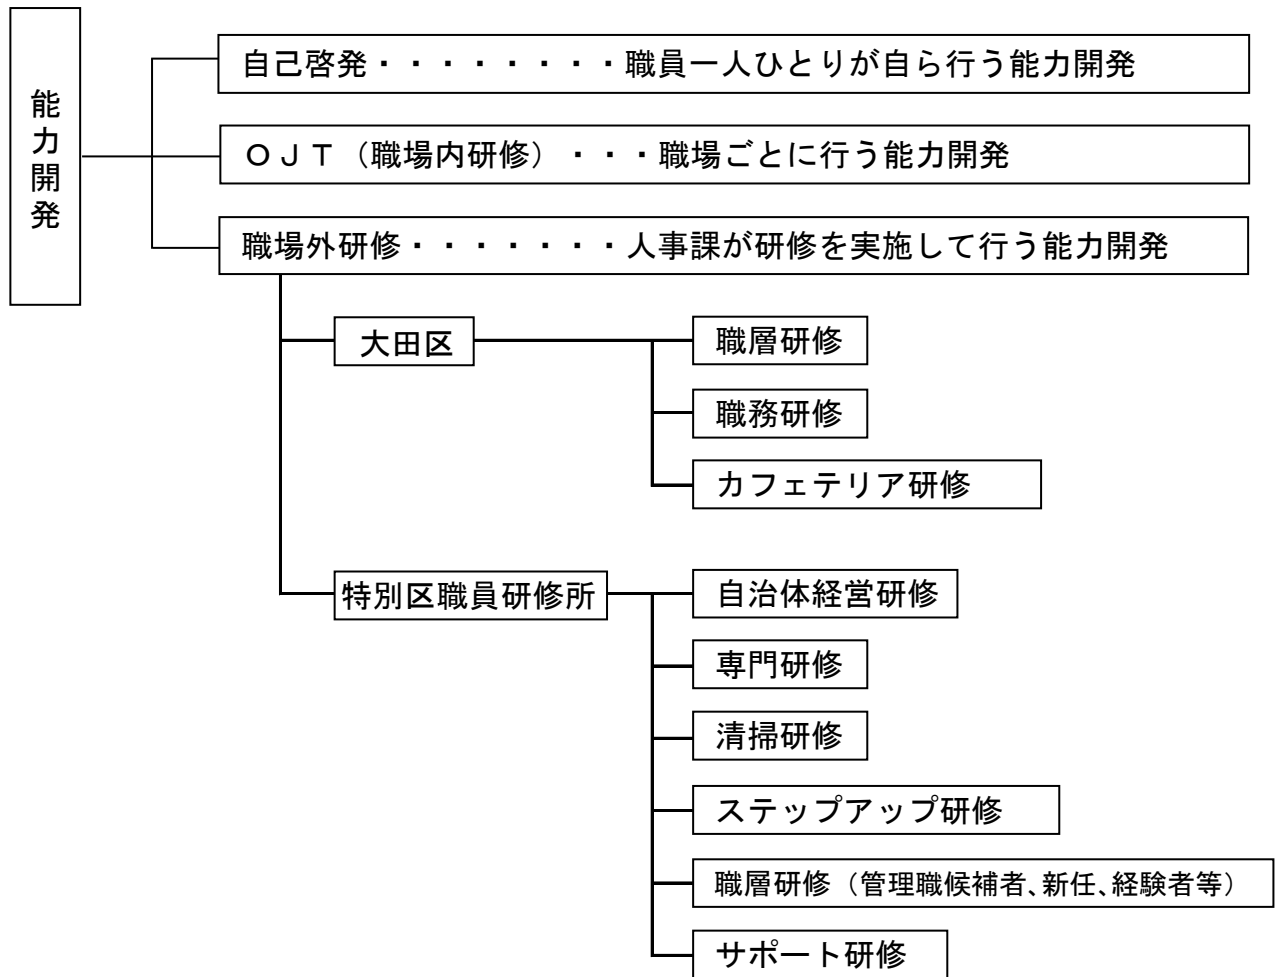 能力開発
自己啓発・・・・・・・・職員一人ひとりが自ら行う能力開発
ＯＪＴ（職場内研修）・・・職場ごとに行う能力開発
職場外研修・・・・・・・人事課が研修を実施して行う能力開発
大田区
職層研修
職務研修
カフェテリア研修
特別区職員研修所
自治体経営研修
専門研修
清掃研修
ステップアップ研修
職層研修（管理職候補者、新任、経験者等）
サポート研修